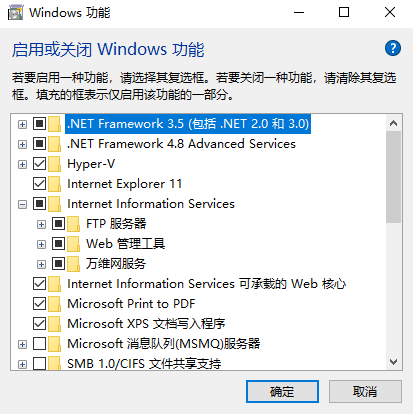 Windows 功能
启用或关闭 Windows 功能
若要启用一种功能，请选择其复选框。若要关闭一种功能，请清除其复选
框。填充的框表示仅启用该功能的一部分。
.NET Framework 3.5 (包括 .NET 2.0 和 3.0)
.NET Framework 4.8 Advanced Services
Hyper-V
Internet Explorer 11
Internet Information Services
FTP 服务器
Web 管理工具
万维网服务
Internet Information Services 可承载的 Web 核心
Microsoft Print to PDF
Microsoft XPS 文档写入程序
Microsoft 消息队列(MSMQ)服务器
SMB 1.0/CIFS 文件共享支持
确定
取消